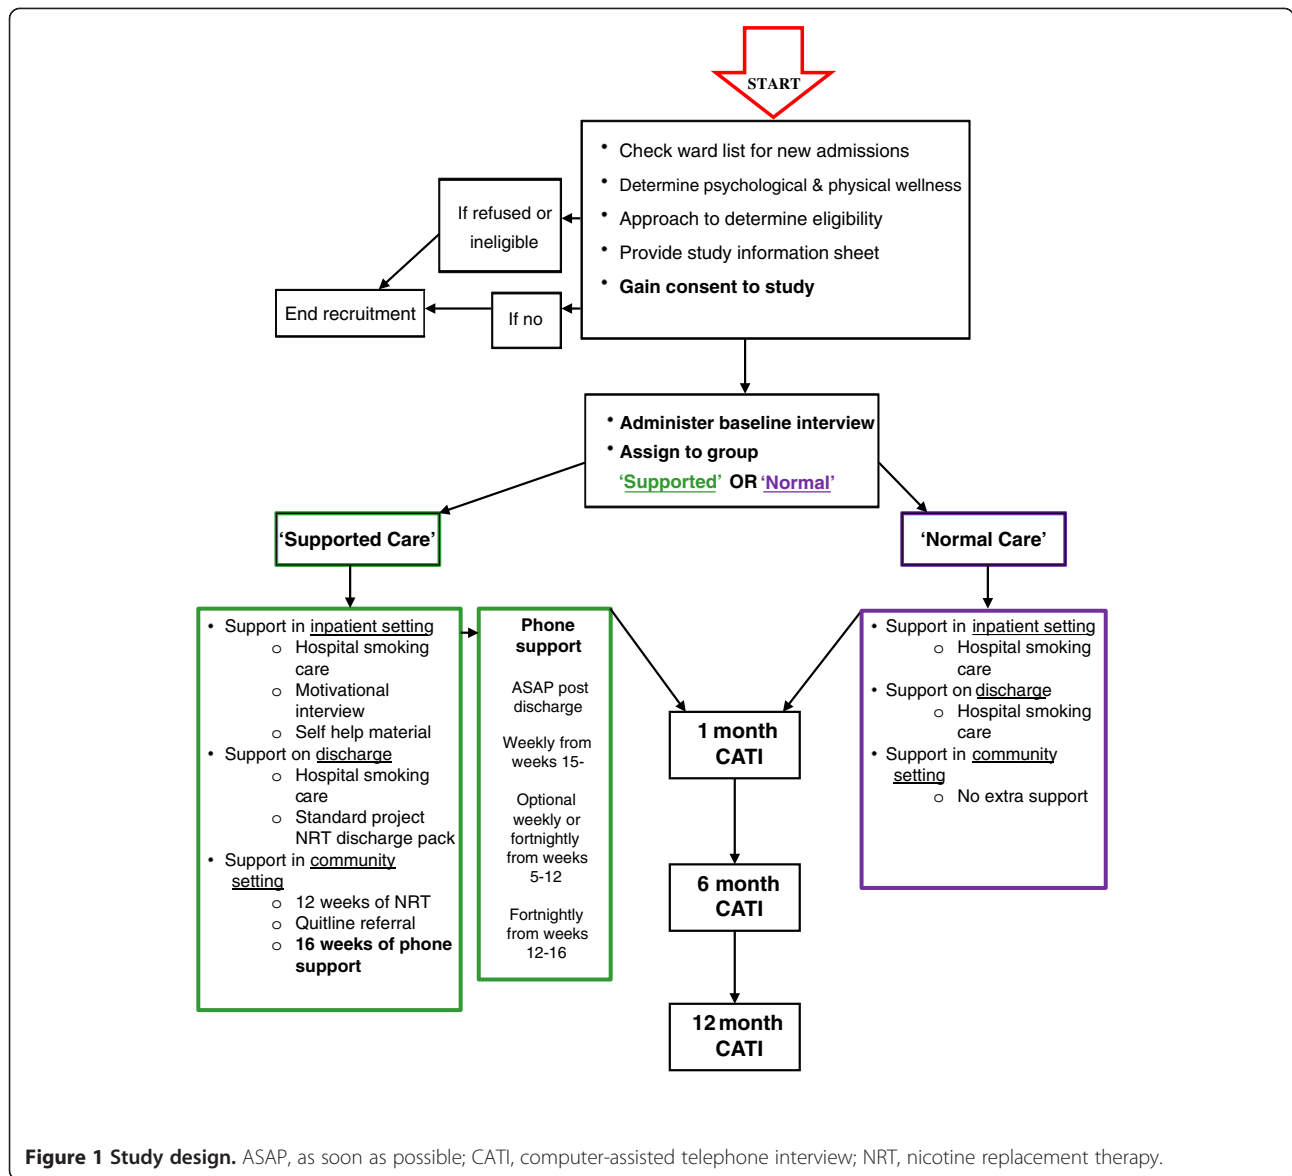 START
• Check ward list for new admissions
• Determine psychological & physical wellness
• Approach to determine eligibility
• Provide study information sheet
• Gain consent to study
If refused or
ineligible
End recruitment
If no
• Administer baseline interview
• Assign to group
‘Supported’ OR ‘Normal’
‘Supported Care’
‘Normal Care’
• Support in inpatient setting
o Hospital smoking
care
o Motivational
interview
o Self help material
• Support on discharge
o Hospital smoking
care
o Standard project
NRT discharge pack
• Support in community
setting
o 12 weeks of NRT
o Quitline referral
o 16 weeks of phone
support
Phone
support
ASAP post
discharge
Weekly from
weeks 15-
Optional
weekly or
fortnightly
from weeks
5-12
Fortnightly
from weeks
12-16
1 month
CATI
6 month
CATI
12 month
CATI
• Support in inpatient setting
o Hospital smoking
care
• Support on discharge
o Hospital smoking
care
• Support in community
setting
o No extra support
Figure 1 Study design. ASAP, as soon as possible; CATI, computer-assisted telephone interview; NRT, nicotine replacement therapy.